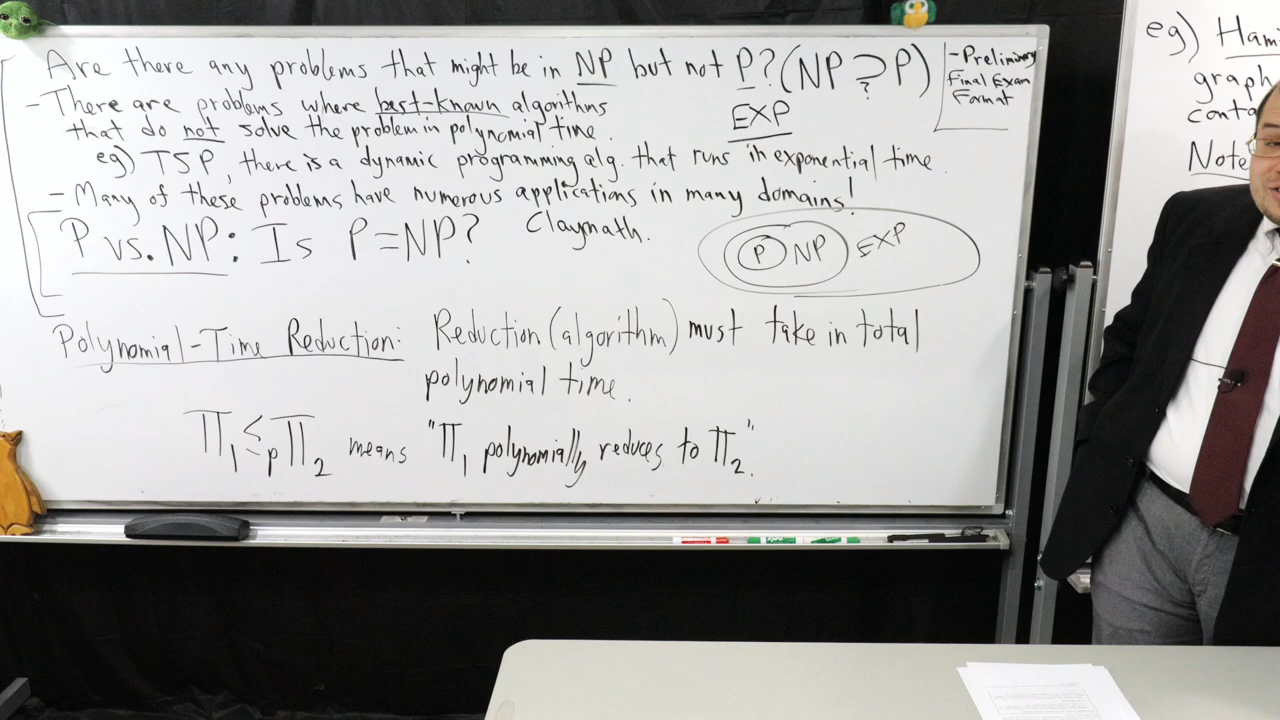 Are there any problems that might be in NP but not P? (NP ? P)
- There are problems where best-known algorithms
that do not solve the problem in polynomial time.
EXP
eg) TSP, there is a dynamic programming alg. that runs in exponential time.
- Many of these problems have numerous applications in many domains!
P vs. NP: Is P=NP? Claymath.
P NP EXP
Polynomial-Time Reduction: Reduction (algorithm) must take in total
polynomial time.
Π1 ≤p Π2 means "Π1 polynomially reduces to Π2."
- Preliminary
Final Exam
Format
eg) Ham
graph
conta
Note